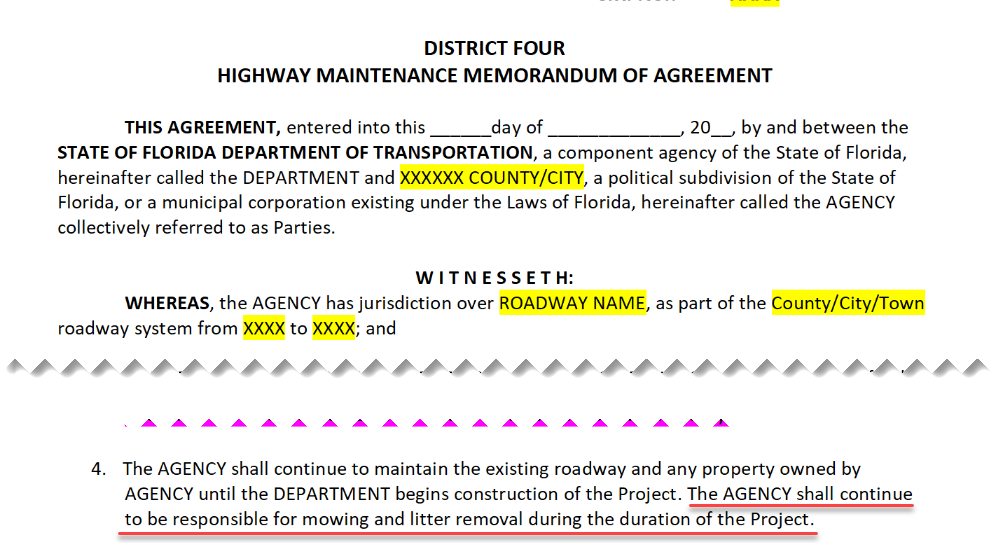 DISTRICT FOUR
HIGHWAY MAINTENANCE MEMORANDUM OF AGREEMENT
THIS AGREEMENT, entered into this ______day of _____________, 20__, by and between the
STATE OF FLORIDA DEPARTMENT OF TRANSPORTATION, a component agency of the State of Florida,
hereinafter called the DEPARTMENT and XXXXXX COUNTY/CITY, a political subdivision of the State of
Florida, or a municipal corporation existing under the Laws of Florida, hereinafter called the AGENCY
collectively referred to as Parties.
W I T N E S S E T H:
WHEREAS, the AGENCY has jurisdiction over ROADWAY NAME, as part of the County/City/Town
roadway system from XXXX to XXXX; and
4. The AGENCY shall continue to maintain the existing roadway and any property owned by
AGENCY until the DEPARTMENT begins construction of the Project. The AGENCY shall continue
to be responsible for mowing and litter removal during the duration of the Project.